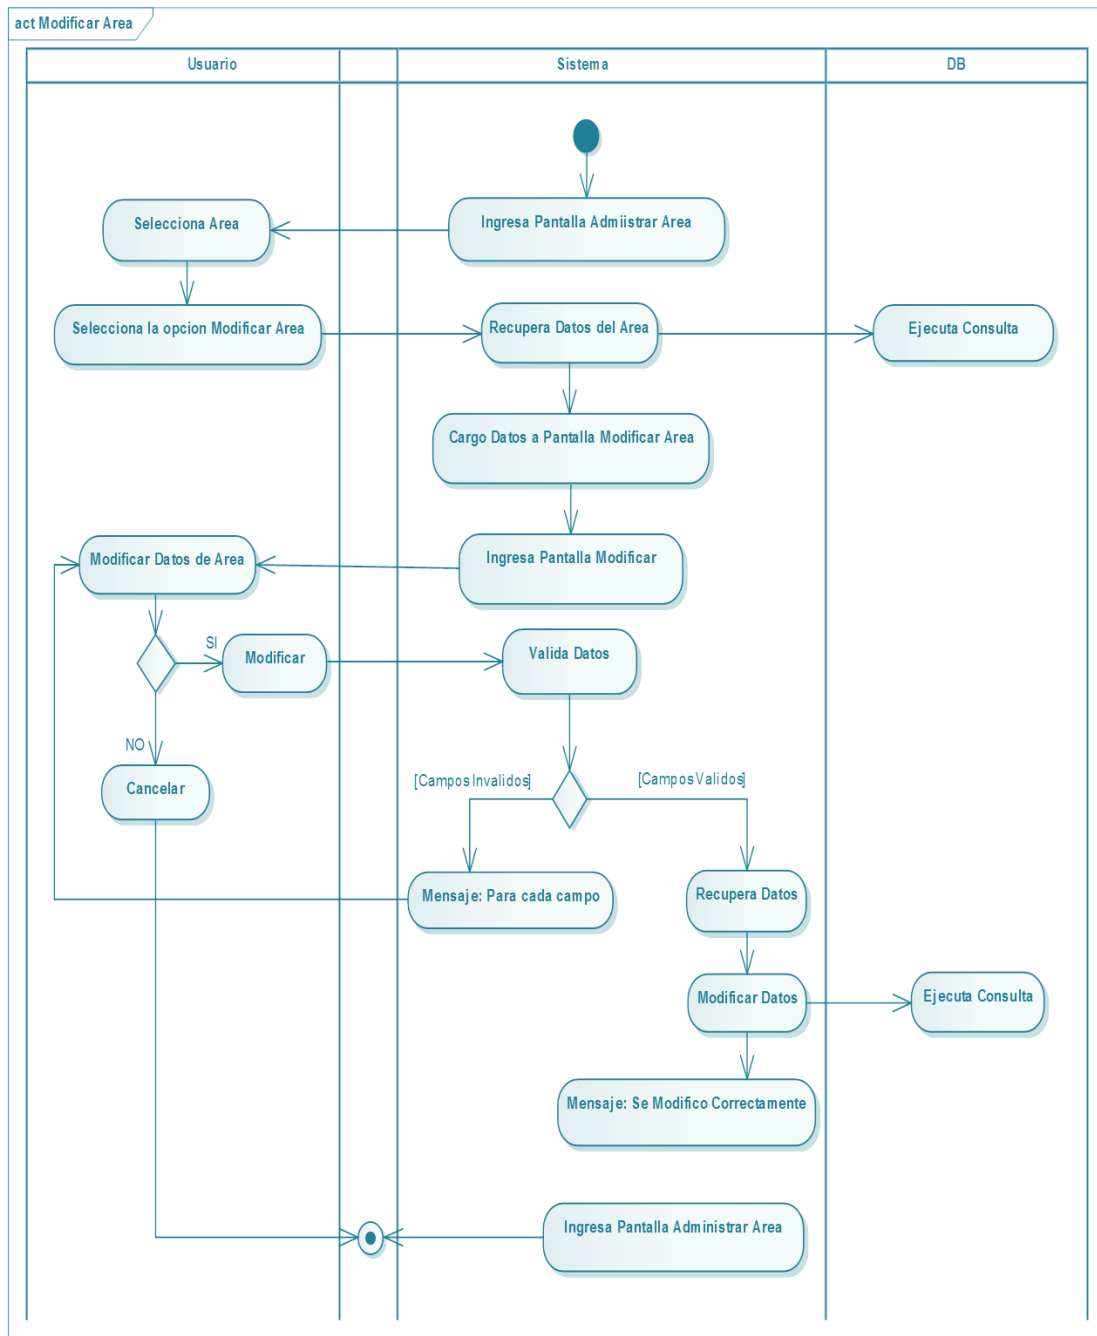 act Modificar Area
Usuario
Sistema
DB
Selecciona Area
Ingresa Pantalla Admiistrar Area
Selecciona la opcion Modificar Area
Recupera Datos del Area
Ejecuta Consulta
Cargo Datos a Pantalla Modificar Area
Modificar Datos de Area
Ingresa Pantalla Modificar
SI
Modificar
Valida Datos
NO
Cancelar
[Campos Invalidos]
[Campos Validos]
Mensaje: Para cada campo
Recupera Datos
Modificar Datos
Ejecuta Consulta
Mensaje: Se Modifico Correctamente
Ingresa Pantalla Administrar Area